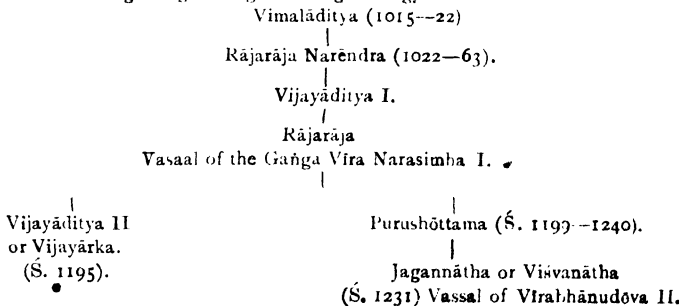 Vimalāditya (1015--22)
Rājarāja Narēndra (1022—63).
Vijayāditya I.
Rājarāja
Vasaal of the Gaṅga Vīra Narasimha I.
Vijayāditya II
or Vijayārka.
(Ś. 1195).
Purushōttama (Ś. 1199--1240).
Jagannātha or Viśvanātha
(Ś. 1231) Vassal of Vīrabhānudōva II.